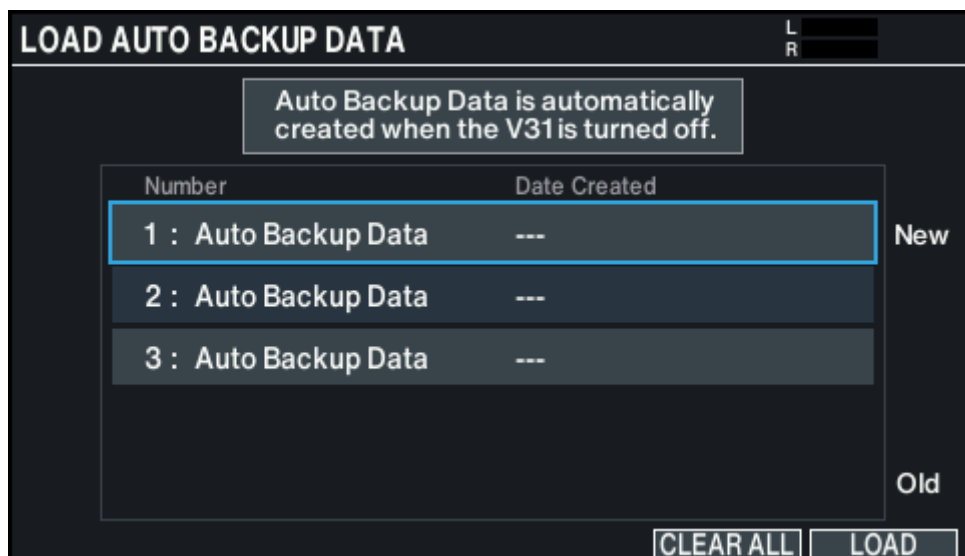 LOAD AUTO BACKUP DATA
L
R
Auto Backup Data is automatically
created when the V31 is turned off.
Number Date Created
1 : Auto Backup Data ---
New
2 : Auto Backup Data ---
3 : Auto Backup Data ---
Old
CLEAR ALL LOAD